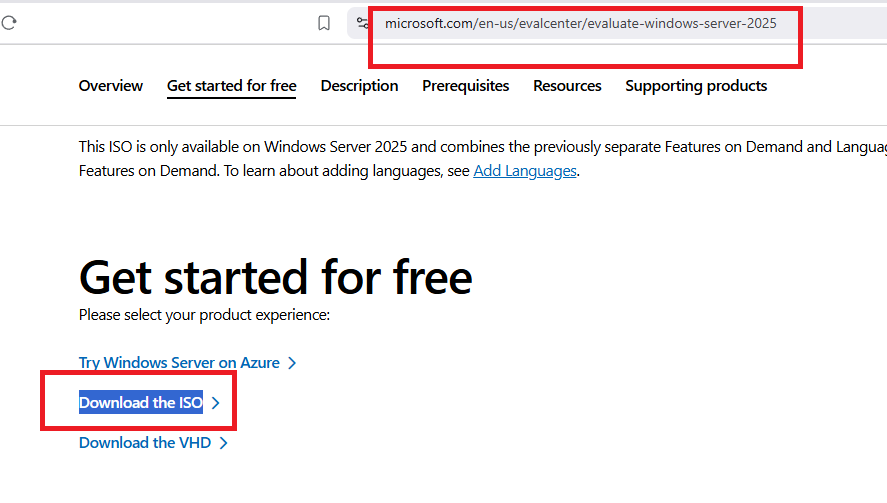 microsoft.com/en-us/evalcenter/evaluate-windows-server-2025
Overview Get started for free Description Prerequisites Resources Supporting products
This ISO is only available on Windows Server 2025 and combines the previously separate Features on Demand and Langua
Features on Demand. To learn about adding languages, see Add Languages.
Get started for free
Please select your product experience:
Try Windows Server on Azure
Download the ISO
Download the VHD